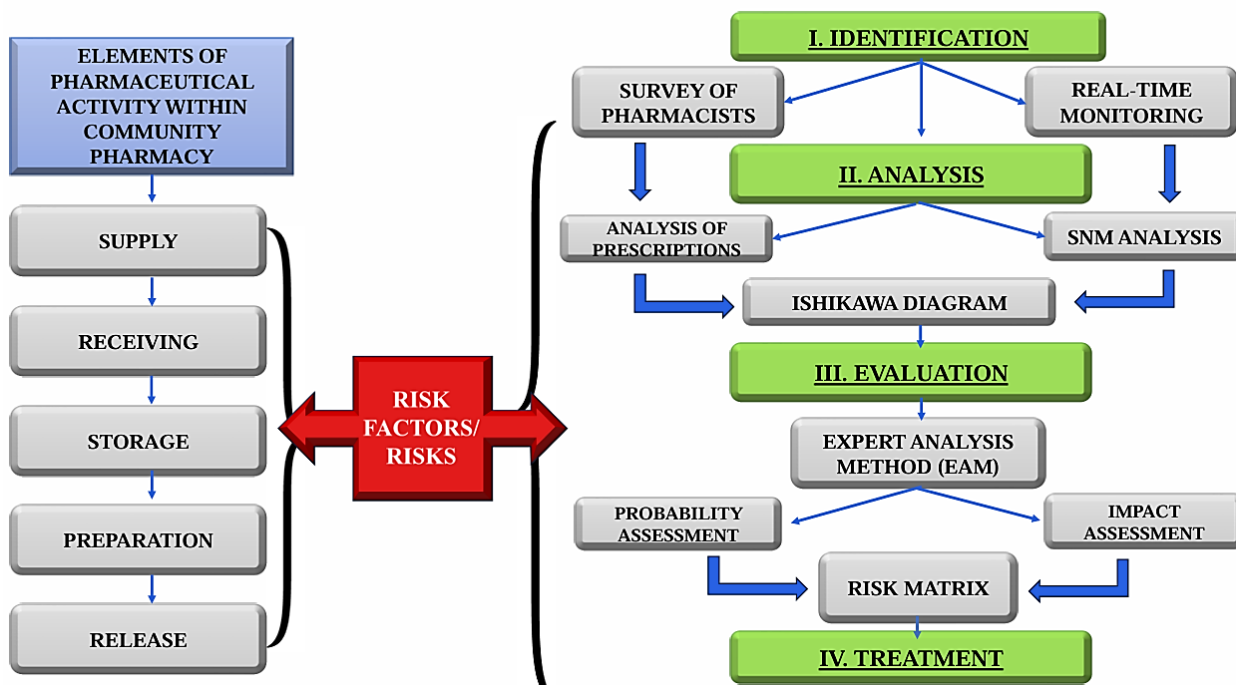 ELEMENTS OF
PHARMACEUTICAL
ACTIVITY WITHIN
COMMUNITY
PHARMACY
SUPPLY
RECEIVING
STORAGE
PREPARATION
RELEASE
RISK
FACTORS/
RISKS
I. IDENTIFICATION
SURVEY OF
PHARMACISTS
REAL-TIME
MONITORING
II. ANALYSIS
ANALYSIS OF
PRESCRIPTIONS
SNM ANALYSIS
ISHIKAWA DIAGRAM
III. EVALUATION
EXPERT ANALYSIS
METHOD (EAM)
PROBABILITY
ASSESSMENT
IMPACT
ASSESSMENT
RISK MATRIX
IV. TREATMENT